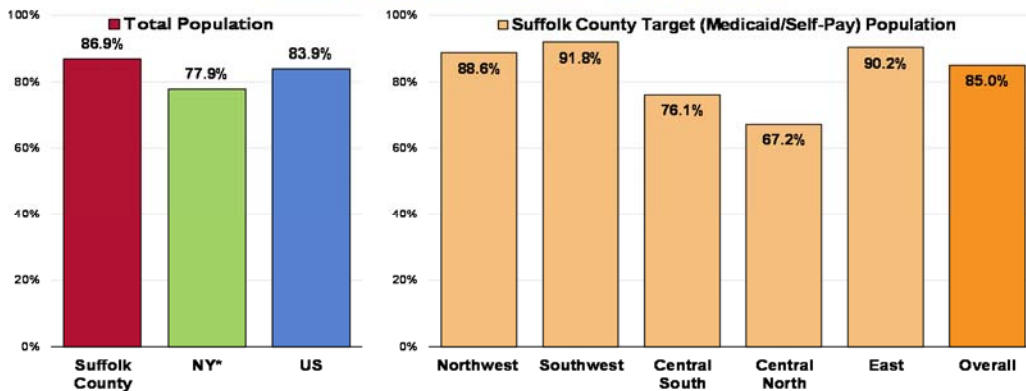 Total Population
100%
80%
60%
40%
20%
0%
86.9%
77.9%
83.9%
Suffolk
County
NY*
US
Suffolk County Target (Medicaid/Self-Pay) Population
100%
80%
60%
40%
20%
0%
88.6%
91.8%
76.1%
67.2%
90.2%
85.0%
Northwest
Southwest
Central
South
Central
North
East
Overall